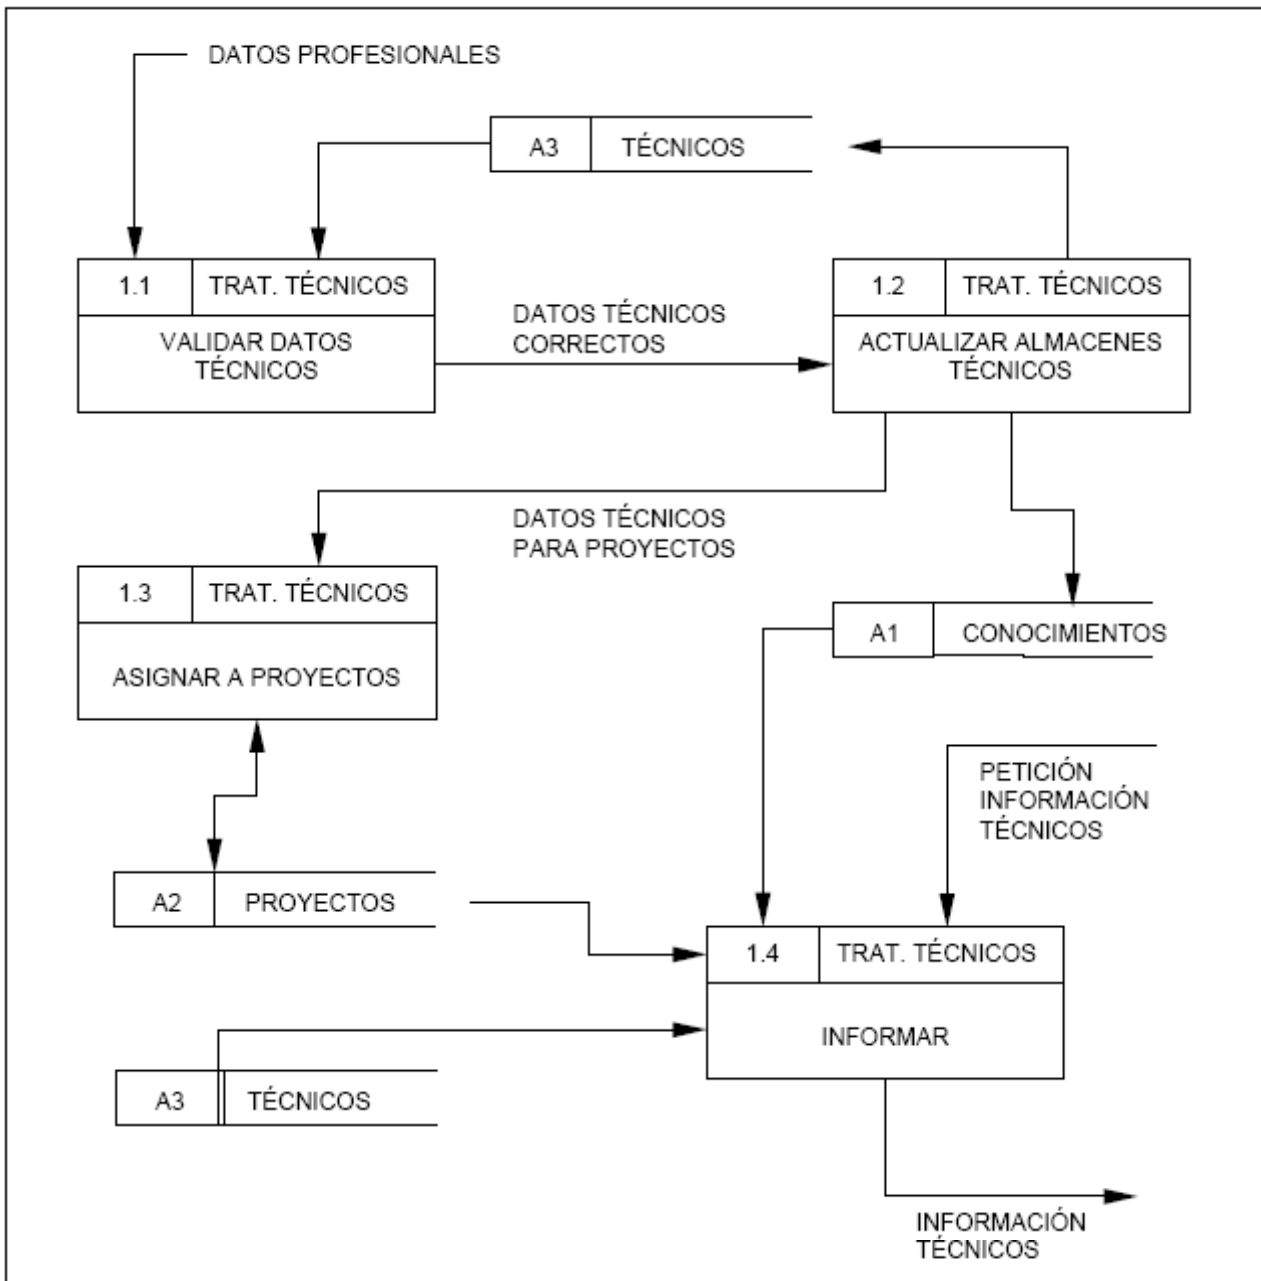 DATOS PROFESIONALES
A3 TÉCNICOS
1.1 TRAT. TÉCNICOS
VALIDAR DATOS
TÉCNICOS
DATOS TÉCNICOS
CORRECTOS
1.2 TRAT. TÉCNICOS
ACTUALIZAR ALMACENES
TÉCNICOS
DATOS TÉCNICOS
PARA PROYECTOS
1.3 TRAT. TÉCNICOS
ASIGNAR A PROYECTOS
A1 CONOCIMIENTOS
PETICIÓN
INFORMACIÓN
TÉCNICOS
A2 PROYECTOS
1.4 TRAT. TÉCNICOS
INFORMAR
A3 TÉCNICOS
INFORMACIÓN
TÉCNICOS